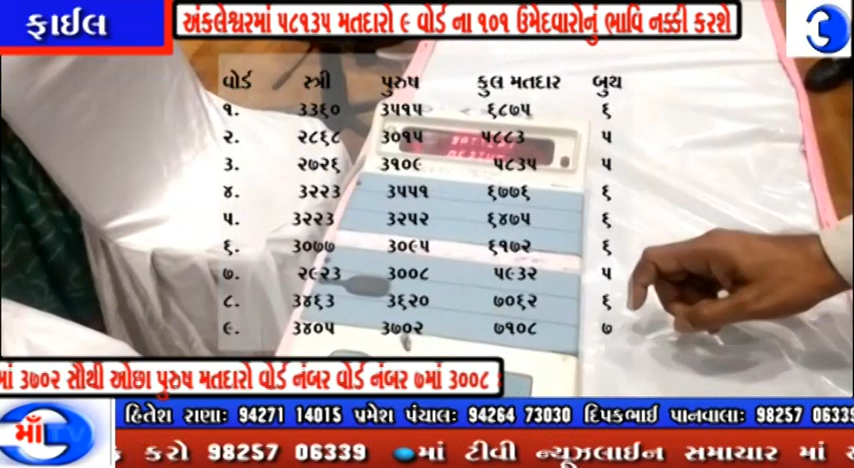 ફાઈલ
અંકલેશ્વરમાં ૫૮૧૩૫ મતદારો ૯ વોર્ડ ના ૧૦૧ ઉમેદવારોનું ભાવિ નક્કી કરશે
વોર્ડ સ્ત્રી પુરુષ કુલ મતદાર બુથ
૧. ૩૩૬૦ ૩૫૧૫ ૬૮૭૫ ૬
૨. ૨૮૬૮ ૩૦૧૫ ૫૮૮૩ ૫
૩. ૨૭૨૬ ૩૧૦૯ ૫૮૩૫ ૫
૪. ૩૨૨૩ ૩૫૫૧ ૬૭૭૬ ૬
૫. ૩૨૨૩ ૩૨૫૨ ૬૪૭૫ ૬
૬. ૩૦૭૭ ૩૦૯૫ ૬૧૭૨ ૬
૭. ૨૯૨૩ ૩૦૦૮ ૫૯૩૨ ૫
૮. ૩૪૬૩ ૩૬૨૦ ૭૦૬૨ ૬
૯. ૩૪૦૫ ૩૭૦૨ ૭૧૦૮ ૭
માં ૩૭૦૨ સૌથી ઓછા પુરુષ મતદારો વોર્ડ નંબર વોર્ડ નંબર ૭માં ૩૦૦૮
હિતેશ રાણાઃ 94271 14015 પ્રમેશ પંચાલઃ 94264 73030 દિપકભાઈ પાનવાલાઃ 98257 06339
માઁ TV
કરો 98257 06339 માં ટીવી ન્યૂઝલાઈન સમાચાર માં